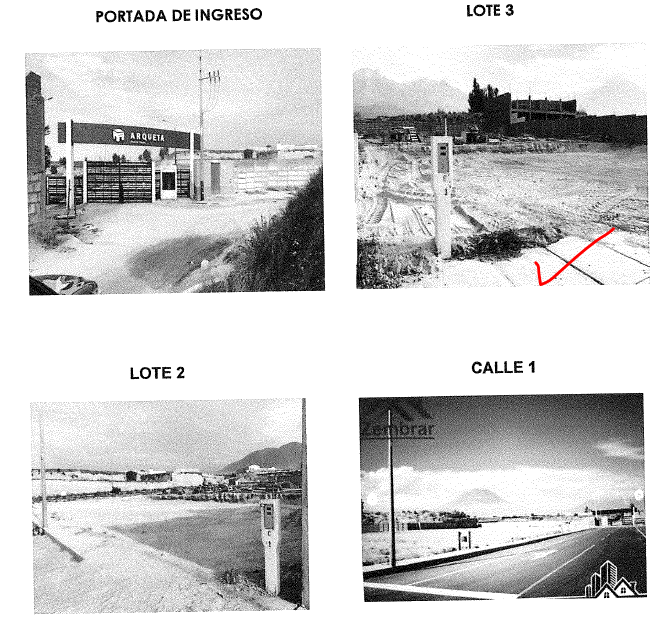 PORTADA DE INGRESO
LOTE 3
ARQUETA
LOTE 2
CALLE 1
Zembrar